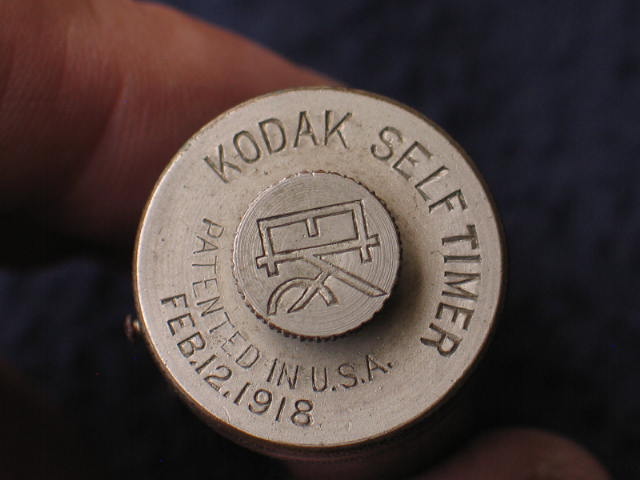 KODAK SELF TIMER
PATENTED IN U.S.A.
FEB.12.1918